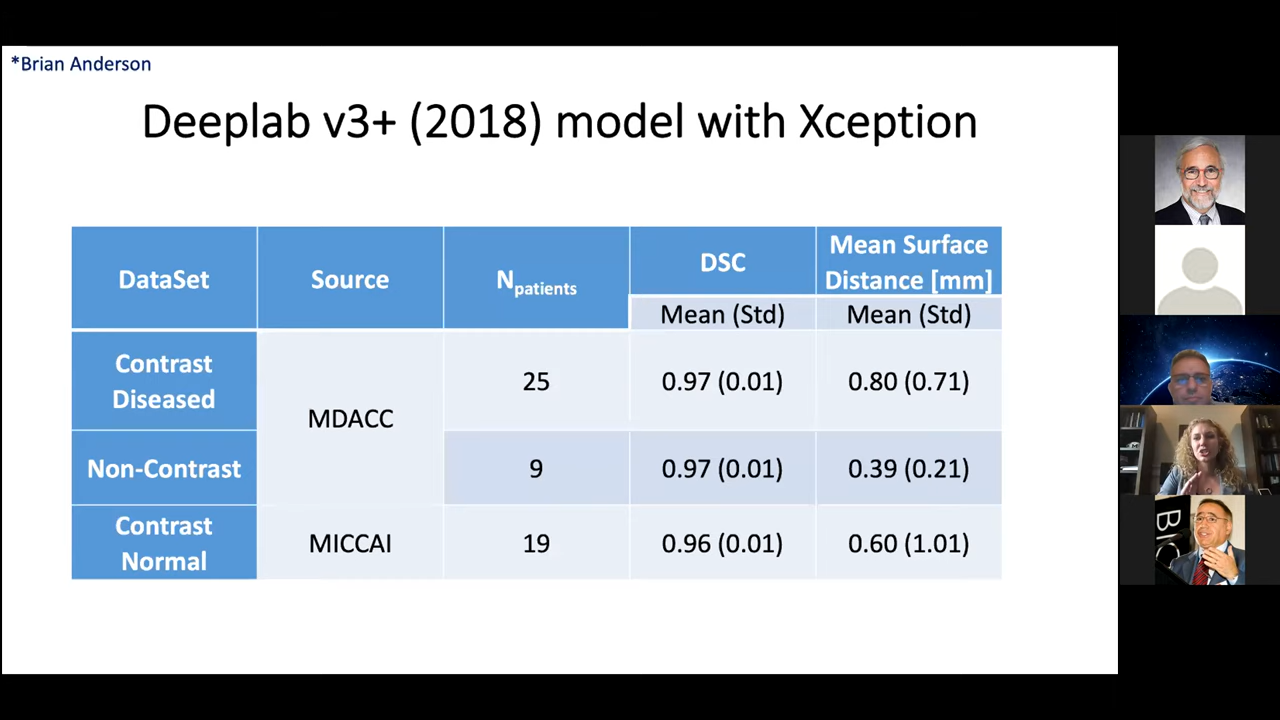 *Brian Anderson
Deeplab v3+ (2018) model with Xception
DataSet
Source
Npatients
DSC
Mean Surface
Distance [mm]
Mean (Std)
Mean (Std)
Contrast
Diseased
MDACC
25
0.97 (0.01)
0.80 (0.71)
Non-Contrast
9
0.97 (0.01)
0.39 (0.21)
Contrast
Normal
MICCAI
19
0.96 (0.01)
0.60 (1.01)
BIO